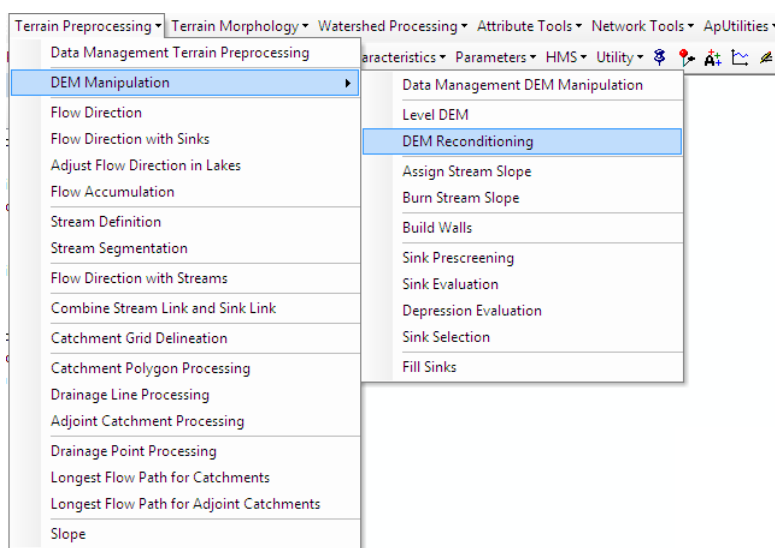 Terrain Preprocessing Terrain Morphology Watershed Processing Attribute Tools Network Tools ApUtilities
aracteristics Parameters HMS Utility
Data Management Terrain Preprocessing
DEM Manipulation
Flow Direction
Flow Direction with Sinks
Adjust Flow Direction in Lakes
Flow Accumulation
Stream Definition
Stream Segmentation
Flow Direction with Streams
Combine Stream Link and Sink Link
Catchment Grid Delineation
Catchment Polygon Processing
Drainage Line Processing
Adjoint Catchment Processing
Drainage Point Processing
Longest Flow Path for Catchments
Longest Flow Path for Adjoint Catchments
Slope
Data Management DEM Manipulation
Level DEM
DEM Reconditioning
Assign Stream Slope
Burn Stream Slope
Build Walls
Sink Prescreening
Sink Evaluation
Depression Evaluation
Sink Selection
Fill Sinks